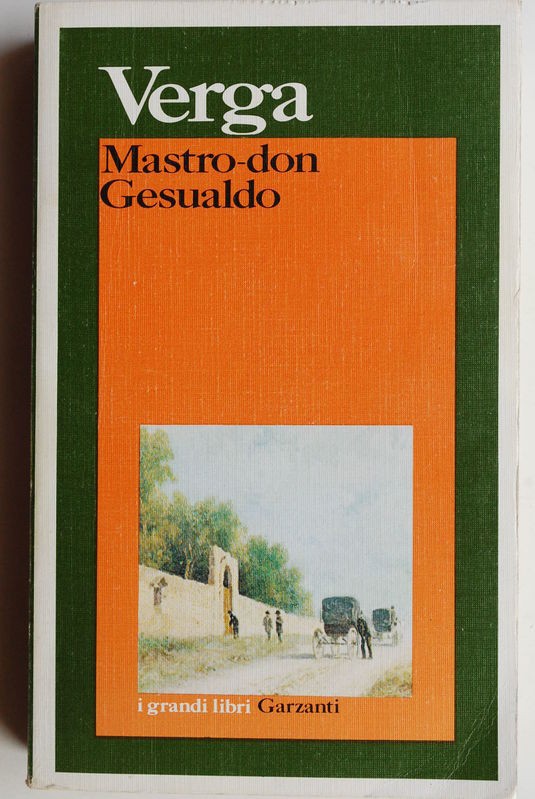 Verga
Mastro-don
Gesualdo
i grandi libri Garzanti